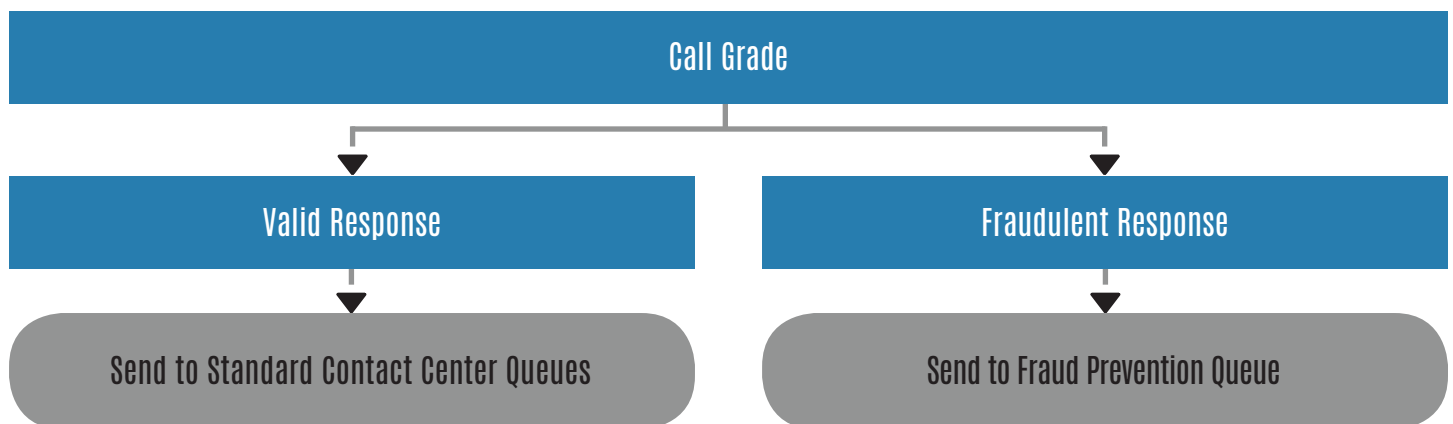 Call Grade
Valid Response
Fraudulent Response
Send to Standard Contact Center Queues
Send to Fraud Prevention Queue